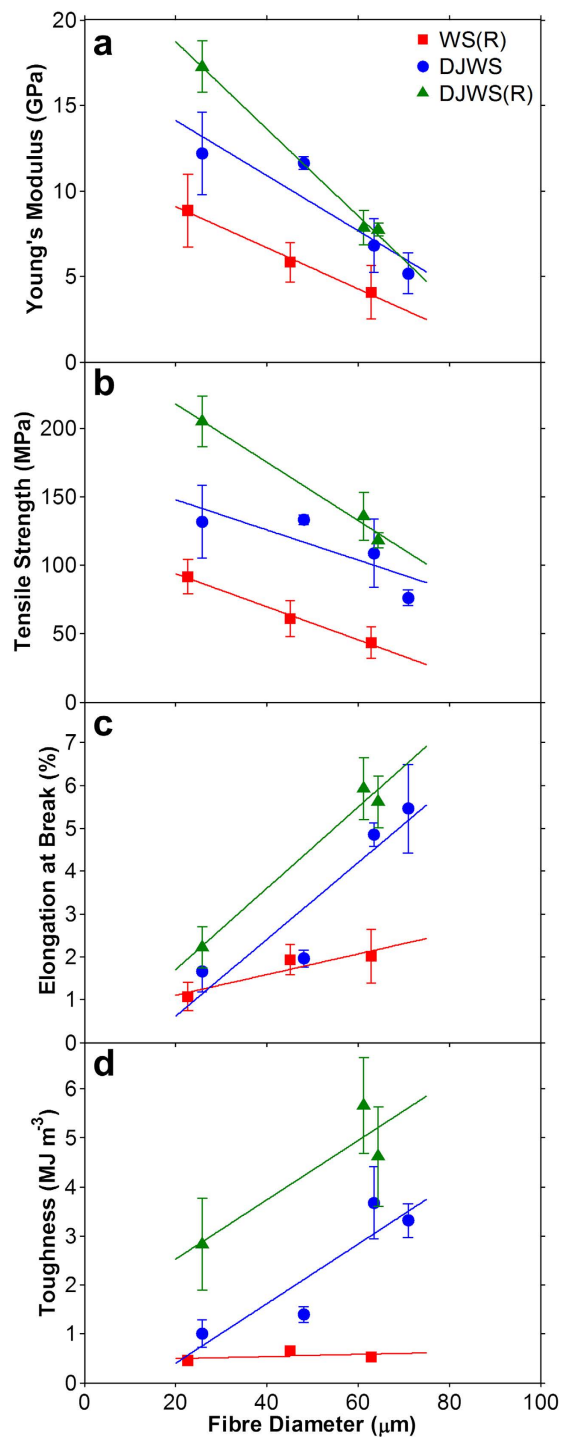 a
WS(R)
DJWS
DJWS(R)
Young's Modulus (GPa)
20
15
10
5
0
b
Tensile Strength (MPa)
200
150
100
50
0
c
Elongation at Break (%)
7
6
5
4
3
2
1
0
d
Toughness (MJ m⁻³)
6
5
4
3
2
1
0
0 20 40 60 80 100
Fibre Diameter (μm)